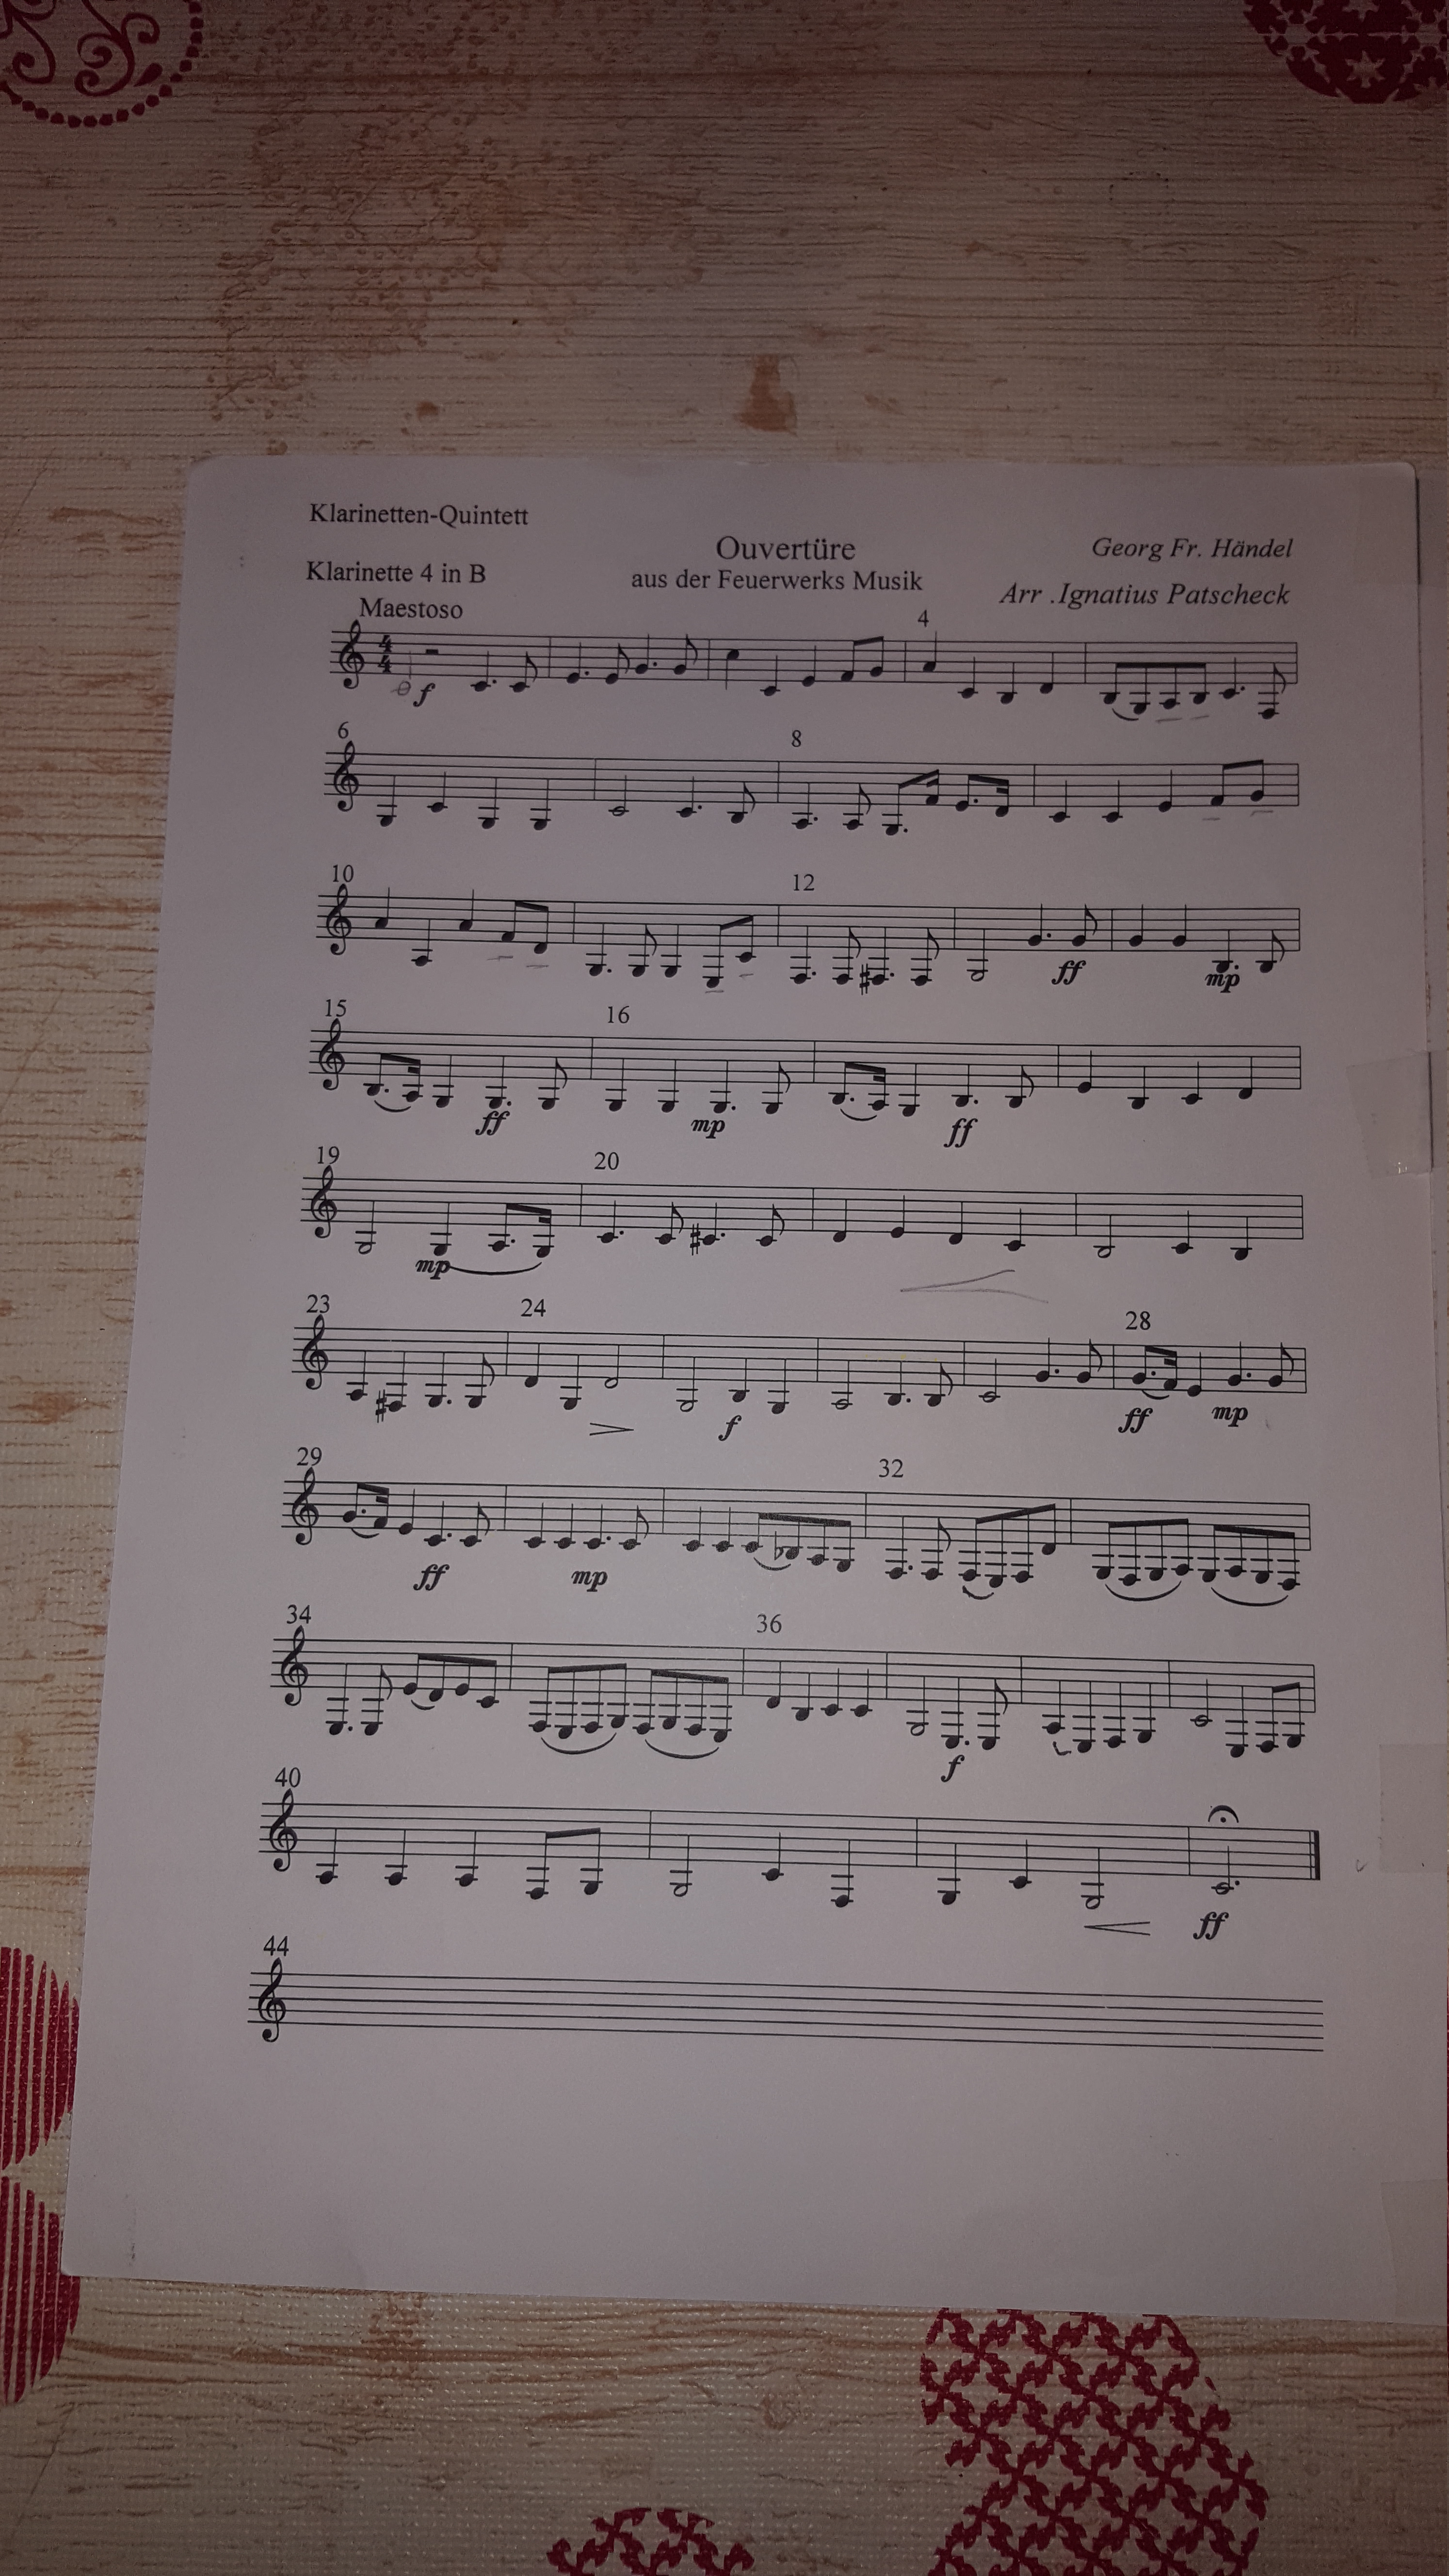 Klarinetten-Quintett
Ouvertüre
Georg Fr. Händel
Klarinette 4 in B
aus der Feuerwerks Musik
Arr .Ignatius Patscheck
Maestoso
4
4
4
f
6
8
10
12
ff
mp
15
16
ff
mp
ff
19
20
mp
23
24
28
f
ff
mp
29
32
ff
mp
34
36
f
40
ff
44